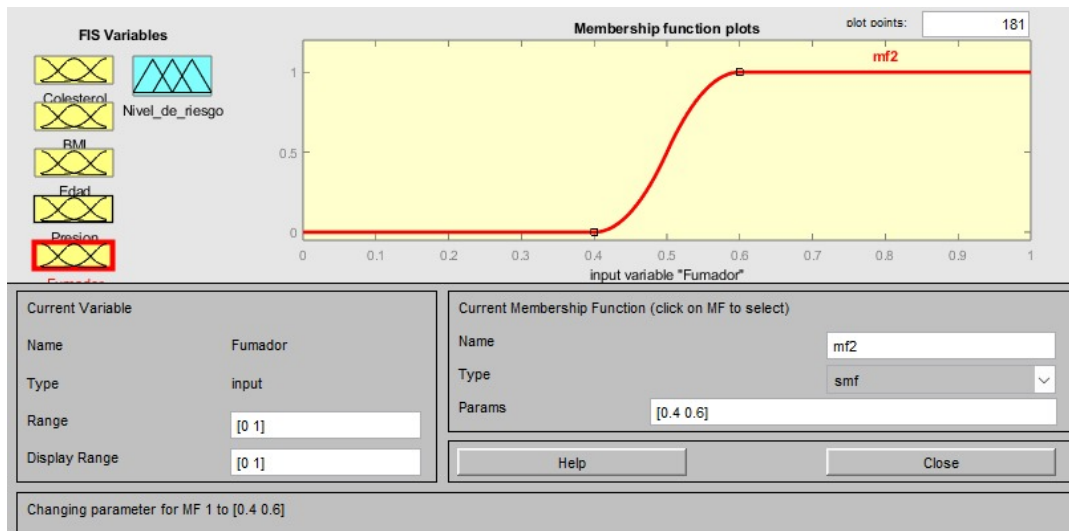 FIS Variables
Colesterol
Nivel_de_riesgo
BMI
Edad
Presion
Fumador
Membership function plots
plot points:
181
mf2
1
0.5
0
0 0.1 0.2 0.3 0.4 0.5 0.6 0.7 0.8 0.9 1
input variable "Fumador"
Current Variable
Name Fumador
Type input
Range [0 1]
Display Range [0 1]
Current Membership Function (click on MF to select)
Name mf2
Type smf
Params [0.4 0.6]
Help Close
Changing parameter for MF 1 to [0.4 0.6]